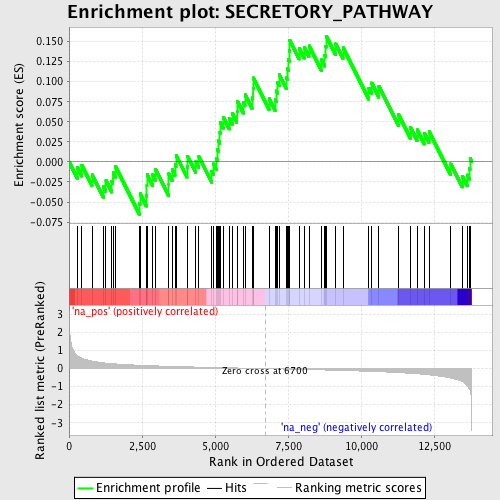 Enrichment plot: SECRETORY_PATHWAY
Enrichment score (ES)
0.150
0.125
0.100
0.075
0.050
0.025
0.000
-0.025
-0.050
-0.075
'na_pos' (positively correlated)
Ranked list metric (PreRanked)
3
2
1
0
-1
-2
-3
Zero cross at 6700
'na_neg' (negatively correlated)
0
2,500
5,000
7,500
10,000
12,500
Rank in Ordered Dataset
Enrichment profile
Hits
Ranking metric scores